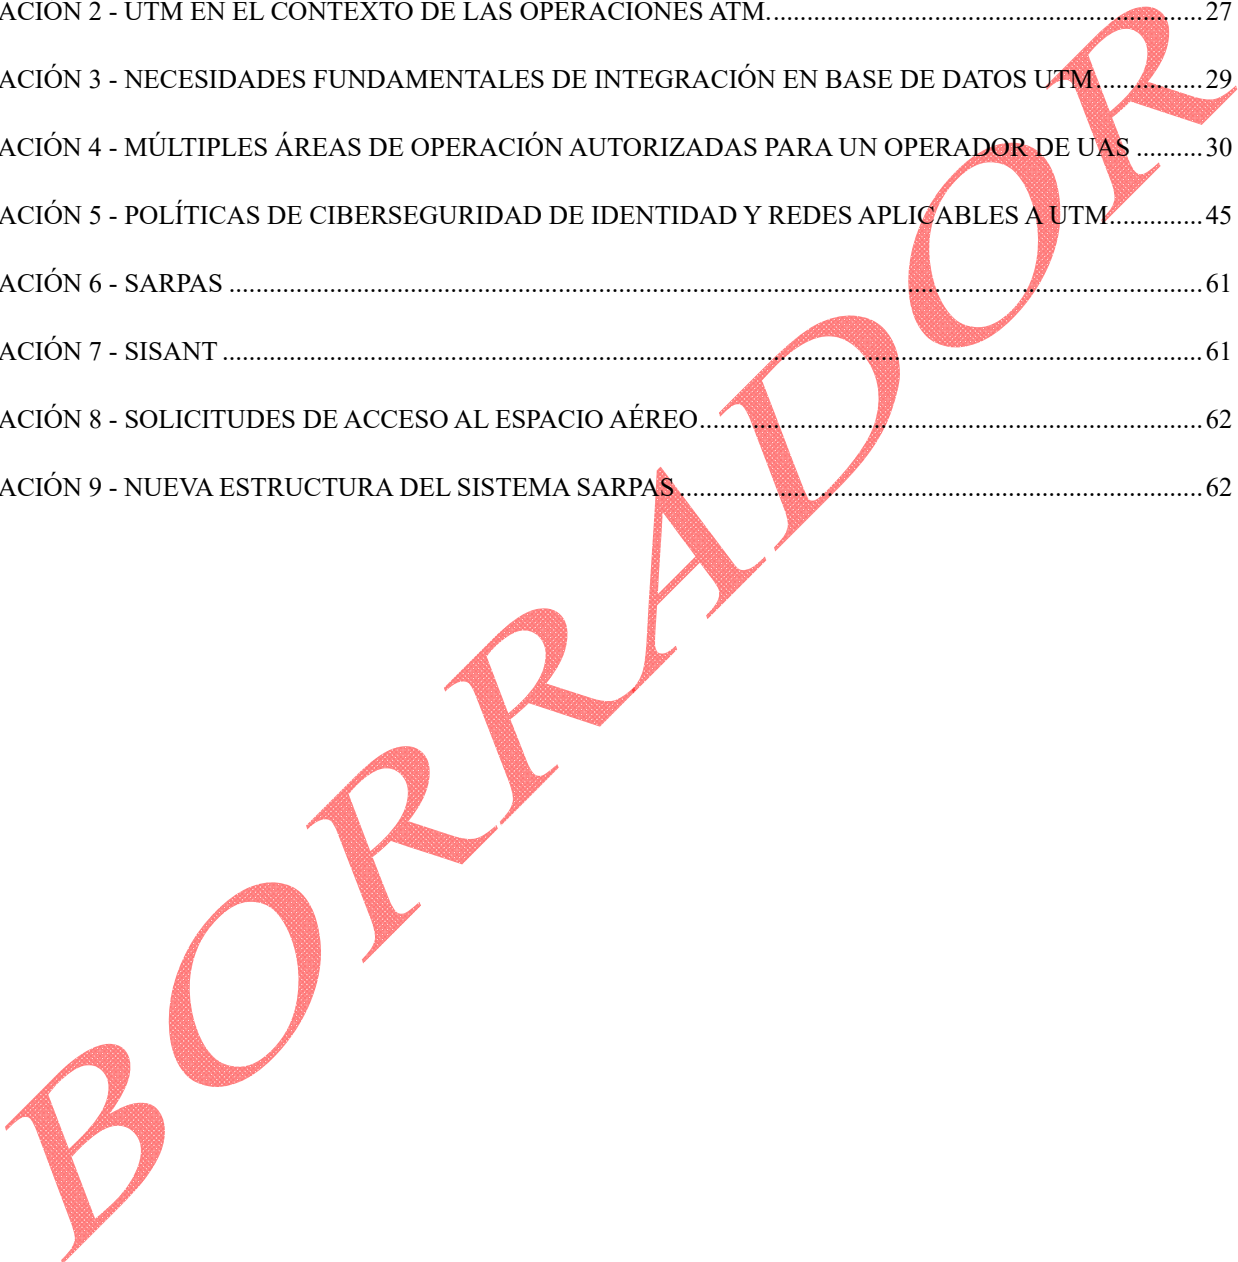 ACIÓN 2 - UTM EN EL CONTEXTO DE LAS OPERACIONES ATM. 27
ACIÓN 3 - NECESIDADES FUNDAMENTALES DE INTEGRACIÓN EN BASE DE DATOS UTM 29
ACIÓN 4 - MÚLTIPLES ÁREAS DE OPERACIÓN AUTORIZADAS PARA UN OPERADOR DE UAS 30
ACIÓN 5 - POLÍTICAS DE CIBERSEGURIDAD DE IDENTIDAD Y REDES APLICABLES A UTM 45
ACIÓN 6 - SARPAS 61
ACIÓN 7 - SISANT 61
ACIÓN 8 - SOLICITUDES DE ACCESO AL ESPACIO AÉREO 62
ACIÓN 9 - NUEVA ESTRUCTURA DEL SISTEMA SARPAS 62
BORRADOR